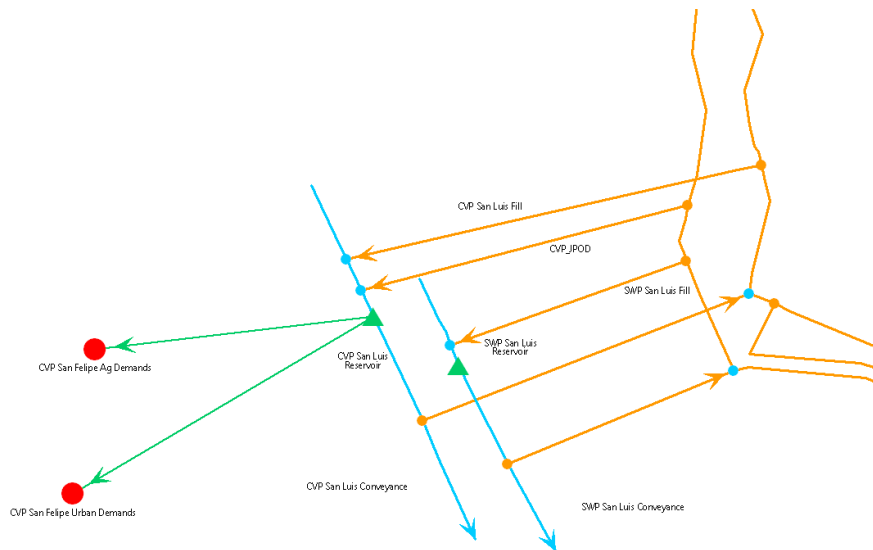 CVP San Luis Fill
CVP_JPOD
SWP San Luis Fill
SWP San Luis
Reservoir
CVP San Luis
Reservoir
CVP San Felipe Ag Demands
CVP San Luis Conveyance
SWP San Luis Conveyance
CVP San Felipe Urban Demands